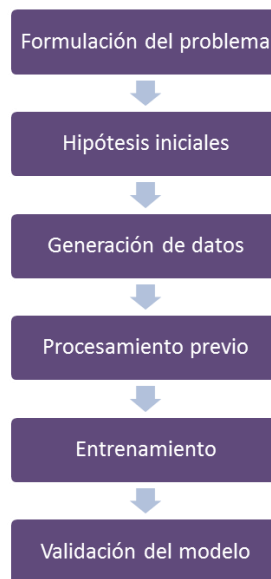 Formulación del problema
Hipótesis iniciales
Generación de datos
Procesamiento previo
Entrenamiento
Validación del modelo